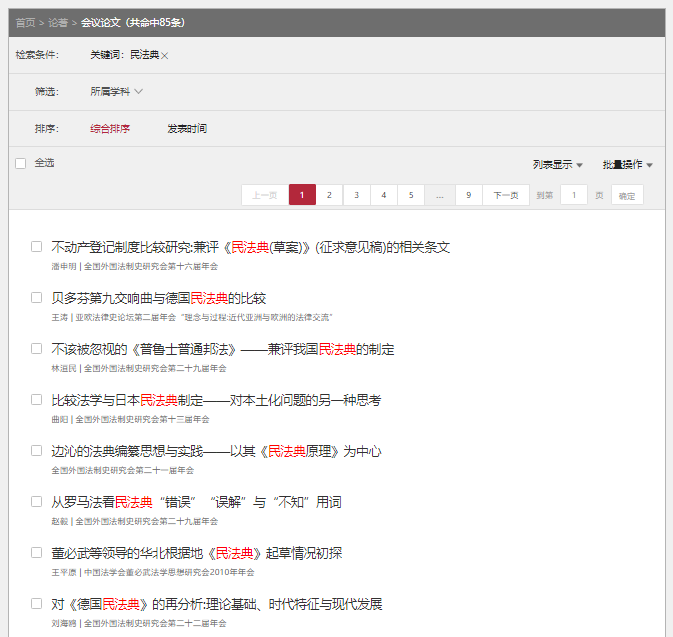 首页 > 论著 > 会议论文（共命中85条）
检索条件： 关键词：民法典×
筛选： 所属学科
排序： 综合排序 发表时间
全选
列表显示 批量操作
上一页 1 2 3 4 5 ... 9 下一页 到第 1 页 确定
不动产登记制度比较研究:兼评《民法典(草案)》(征求意见稿)的相关条文
潘申明 | 全国外国法制史研究会第十六届年会
贝多芬第九交响曲与德国民法典的比较
王涛 | 亚欧法律史论坛第二届年会“理念与过程:近代亚洲与欧洲的法律交流”
不该被忽视的《普鲁士普通邦法》——兼评我国民法典的制定
林洹民 | 全国外国法制史研究会第二十九届年会
比较法学与日本民法典制定——对本土化问题的另一种思考
曲阳 | 全国外国法制史研究会第十三届年会
边沁的法典编纂思想与实践——以其《民法典原理》为中心
全国外国法制史研究会第二十一届年会
从罗马法看民法典“错误”“误解”与“不知”用词
赵毅 | 全国外国法制史研究会第二十九届年会
董必武等领导的华北根据地《民法典》起草情况初探
王平原 | 中国法学会董必武法学思想研究会2010年年会
对《德国民法典》的再分析:理论基础、时代特征与现代发展
刘海鸥 | 全国外国法制史研究会第二十二届年会